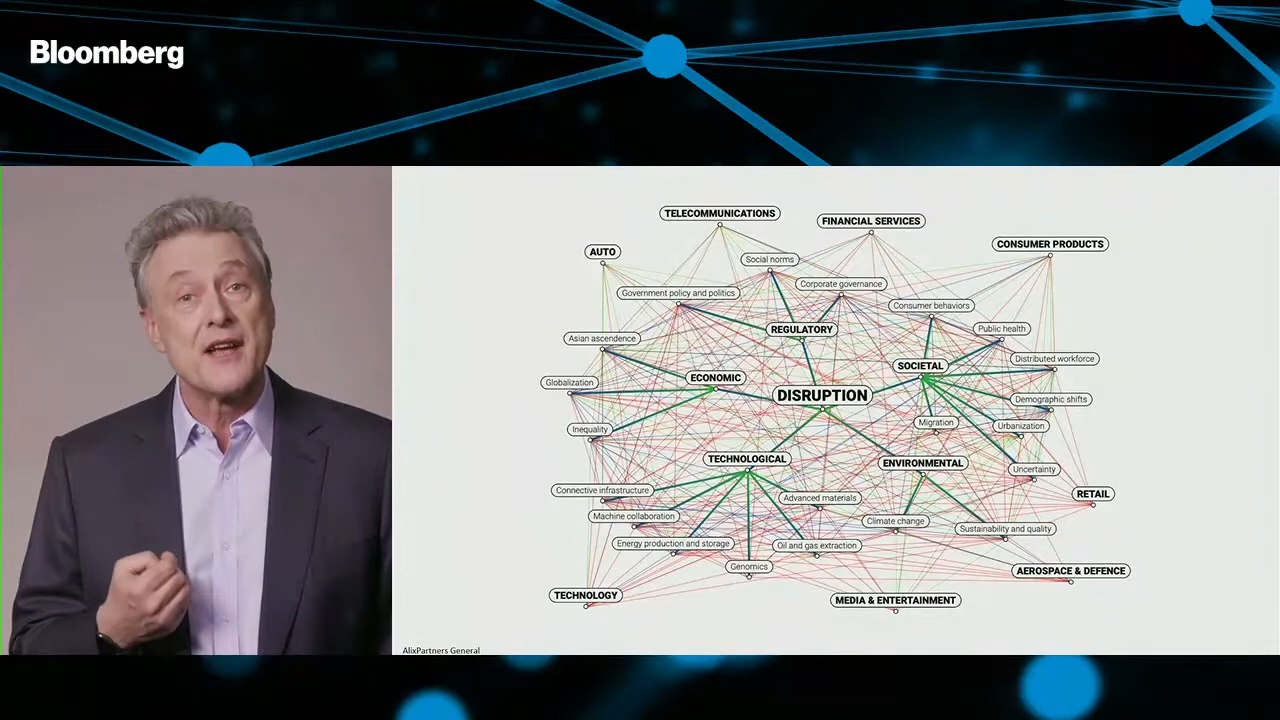 Bloomberg
TELECOMMUNICATIONS
FINANCIAL SERVICES
CONSUMER PRODUCTS
AUTO
Social norms
Corporate governance
Government policy and politics
Consumer behaviors
REGULATORY
Public health
Asian ascendence
Distributed workforce
SOCIETAL
ECONOMIC
Globalization
DISRUPTION
Demographic shifts
Migration
Urbanization
Inequality
TECHNOLOGICAL
ENVIRONMENTAL
Uncertainty
Connective infrastructure
Advanced materials
RETAIL
Machine collaboration
Climate change
Sustainability and quality
Energy production and storage
Oil and gas extraction
Genomics
AEROSPACE & DEFENCE
TECHNOLOGY
MEDIA & ENTERTAINMENT
AlixPartners General